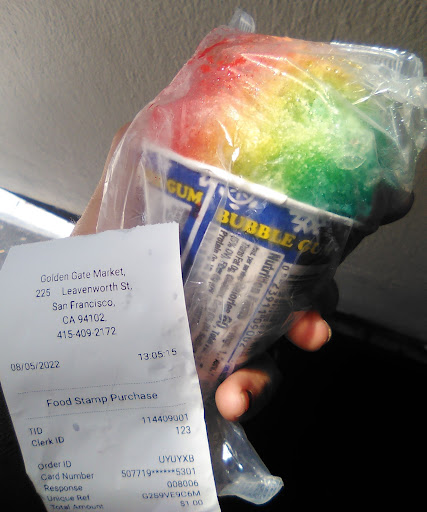 GUM
BUBBLE GU
Nutrition
Golden Gate Market,
225 Leavenworth St,
San Francisco,
CA 94102,
415-409-2172
08/05/2022 13:05:15
Food Stamp Purchase
TID 114409001
Clerk ID 123
Order ID UYUYXB
Card Number 507719******5301
Response 008006
Unique Ref G2S9VE9C6M
Total Amount $1.00